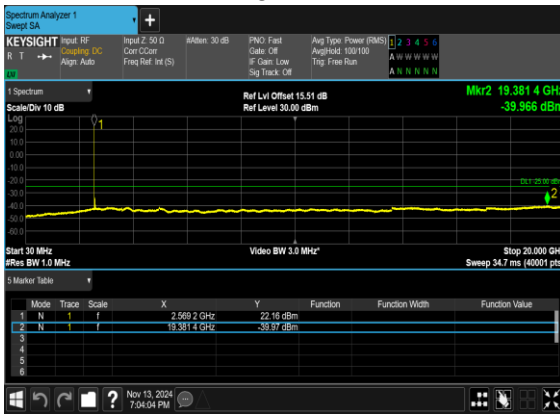 Spectrum Analyzer 1
Swept SA
+
KEYSIGHT Input: RF Input Z: 50 Ω #Atten: 30 dB PNO: Fast Avg Type: Power (RMS) 1 2 3 4 5 6
R T Coupling: DC Corr CCorr Gate: Off Avg|Hold: 100/100 A W W W W W
Align: Auto Freq Ref: Int (S) IF Gain: Low Trig: Free Run
Sig Track: Off A N N N N N
1 Spectrum Ref Lvl Offset 15.51 dB Mkr2 19.381 4 GHz
Scale/Div 10 dB Ref Level 30.00 dBm -39.966 dBm
Log
20.0
10.0
0.00
-10.0
-20.0
-30.0
-40.0
-50.0
-60.0
1
2
Start 30 MHz Video BW 3.0 MHz* Stop 20.000 GHz
#Res BW 1.0 MHz Sweep 34.7 ms (40001 pts)
5 Marker Table
Mode Trace Scale X Y Function Function Width Function Value
1 N 1 f 2.569 2 GHz 22.16 dBm
2 N 1 f 19.381 4 GHz -39.97 dBm
3
4
5
6
? Nov 13, 2024
7:04:04 PM